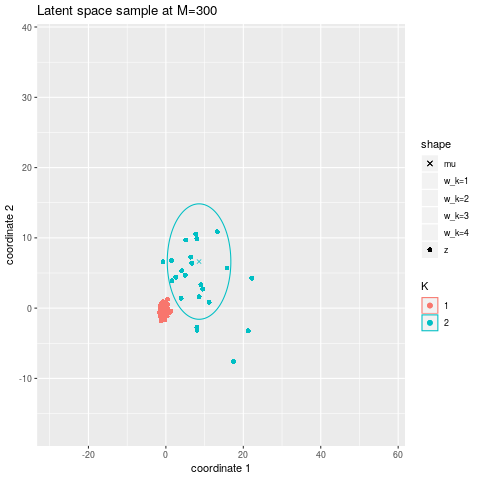 Latent space sample at M=300
40
30
20
10
0
-10
-20
0
20
40
60
coordinate 1
coordinate 2
shape
mu
w_k=1
w_k=2
w_k=3
w_k=4
z
K
1
2